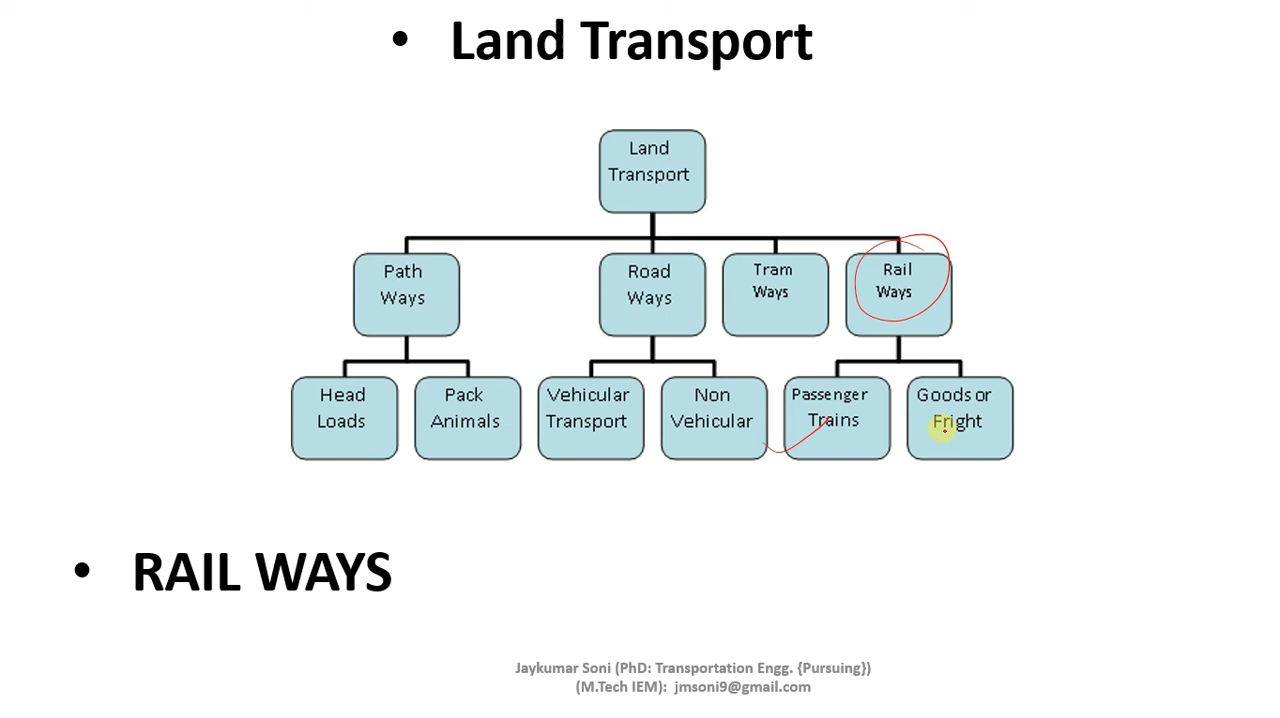 • Land Transport
Land
Transport
Path
Ways
Road
Ways
Tram
Ways
Rail
Ways
Head
Loads
Pack
Animals
Vehicular
Transport
Non
Vehicular
Passenger
Trains
Goods or
Fright
• RAIL WAYS
Jaykumar Soni (PhD: Transportation Engg. {Pursuing})
(M.Tech IEM): jmsoni9@gmail.com